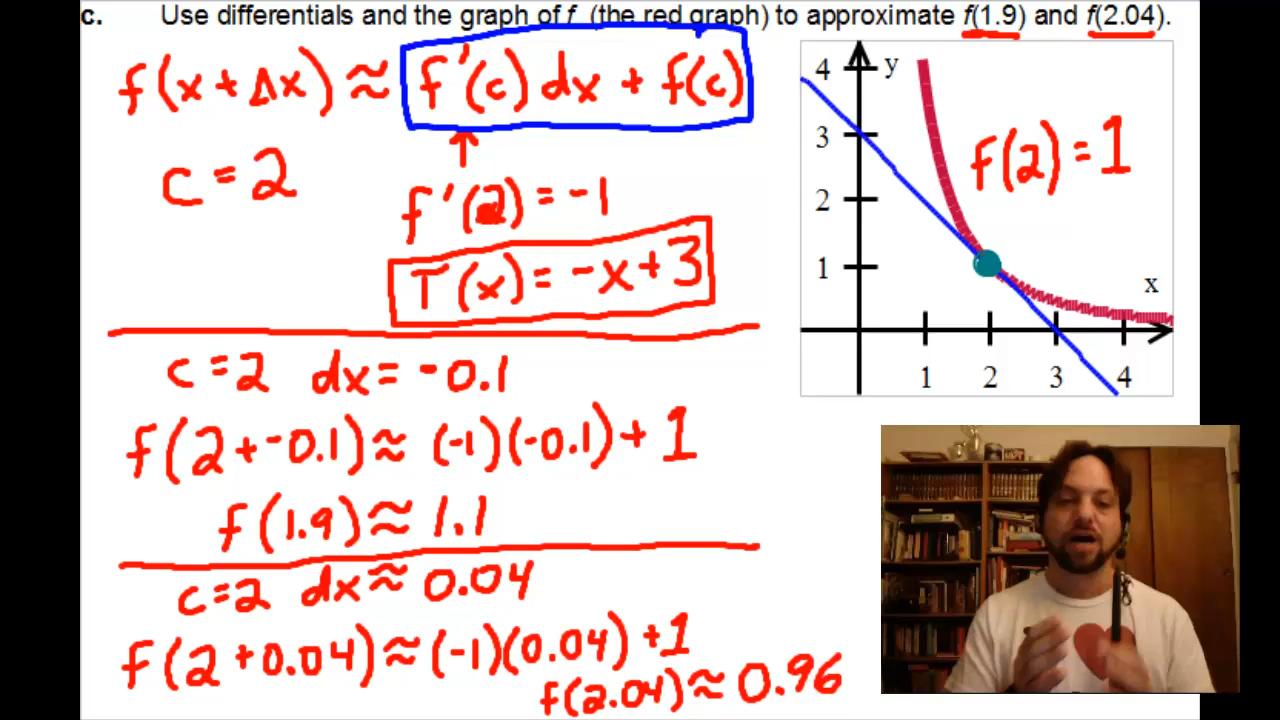 c. Use differentials and the graph of f (the red graph) to approximate f(1.9) and f(2.04).
f(x+Δx) ≈ f'(c) dx + f(c)
c = 2
f'(2) = -1
T(x) = -x+3
c = 2 dx = -0.1
f(2+-0.1) ≈ (-1)(-0.1) + 1
f(1.9) ≈ 1.1
c = 2 dx ≈ 0.04
f(2+0.04) ≈ (-1)(0.04) + 1
f(2.04) ≈ 0.96
4 y
3
f(2) = 1
2
1
x
1 2 3 4